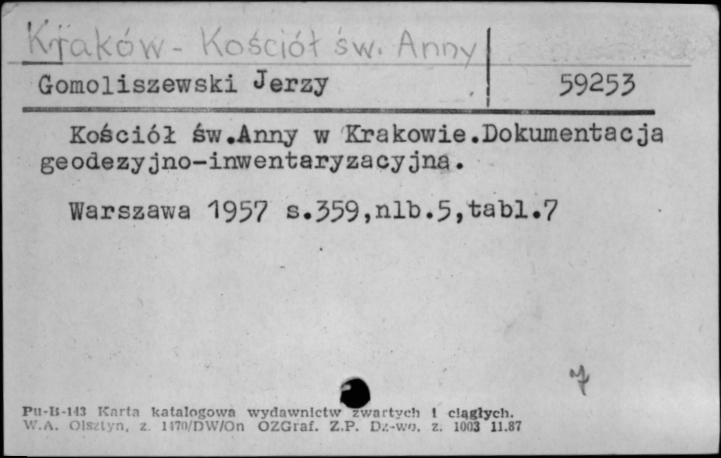 Kraków - Kościół św. Anny
Gomoliszewski Jerzy 59253
Kościół św.Anny w Krakowie.Dokumentacja
geodezyjno-inwentaryzacyjna.
Warszawa 1957 s.359,nlb.5,tabl.7
Pu-B-143 Karta katalogowa wydawnictw zwartych i ciągłych.
W.A. Olsztyn, z. 1170/DW/On OZGraf. Z.P. Dz-wo. z. 1003 11.87